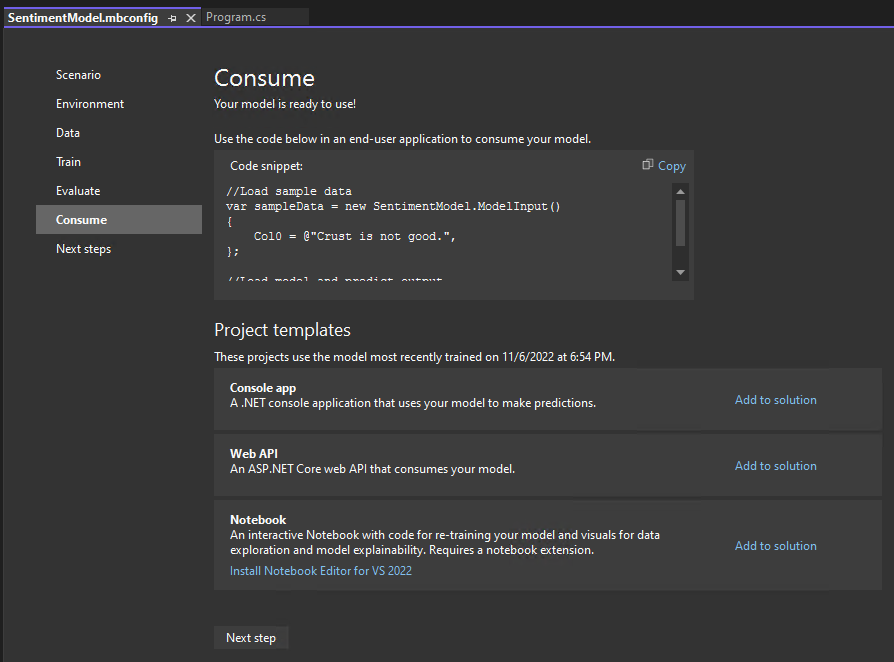 SentimentModel.mbconfig
Program.cs
Scenario
Environment
Data
Train
Evaluate
Consume
Next steps
Consume
Your model is ready to use!
Use the code below in an end-user application to consume your model.
Code snippet:
Copy
//Load sample data
var sampleData = new SentimentModel.ModelInput()
{
    Col0 = @"Crust is not good.",
};
//Load model and predict output
Project templates
These projects use the model most recently trained on 11/6/2022 at 6:54 PM.
Console app
A .NET console application that uses your model to make predictions.
Add to solution
Web API
An ASP.NET Core web API that consumes your model.
Add to solution
Notebook
An interactive Notebook with code for re-training your model and visuals for data
exploration and model explainability. Requires a notebook extension.
Add to solution
Install Notebook Editor for VS 2022
Next step